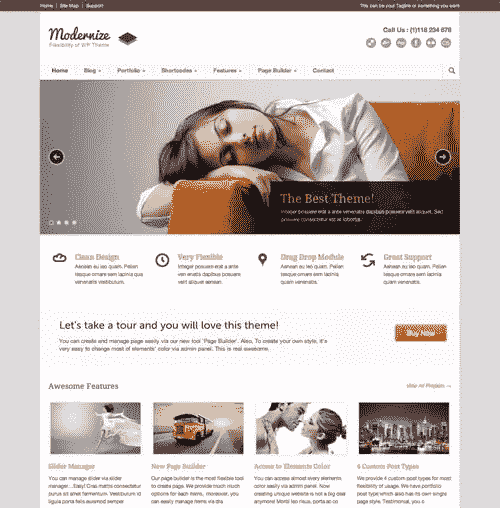 Home | Site Map | Support
This can be your Tagline or something you want
Modernize
Flexibility of WP Theme
Call Us : (1)118 234 678
Home Blog Portfolio Shortcodes Features Page Builder Contact
The Best Theme!
Integer posuere erat a ante venenatis dapibus posuere velit aliquet. Sed
posuere consectetur est at lobortis.
Clean Design
Aenean eu leo quam. Pellen
tesque ornare sem lacinia quam
venenatis vestibulum.
Very Flexible
Integer posuere erat a ante
ven enatis dapibus posuere
velit aliquet aenean.
Drag Drop Module
Aenean eu leo quam. Pellen
tesque ornare sem lacinia
quam venenatis.
Great Support
Aenean eu leo quam. Pellen
tesque ornare sem lacinia
quam venenatis.
Let's take a tour and you will love this theme!
You can create and manage page easily via our new tool 'Page Builder'. Also, To create your own style, it's
very easy to change most of elements' color via admin panel. This is real awesome.
Buy Now
Awesome Features
View All Projects →
Slider Manager
You can manage slider via slider
manager...Easy! Cras mattis consectetur
purus sit amet fermentum. Vestibulum id
ligula porta felis euismod semper
New Page Builder
Our page builder is the most flexible tool
to create page. We provide much much
options for each items, moreover, you
can easily manage items via dra
Access to Elements Color
You can access almost every elements
color easily via admin panel. Now
creating unique website is not a big deal
anymore! Morbi leo risus, porta ac co
6 Custom Post Types
We provide 4 custom post types for most
flexibility of usage. We have portfolio
post type which also has its own single
page style. Testimonial, you c